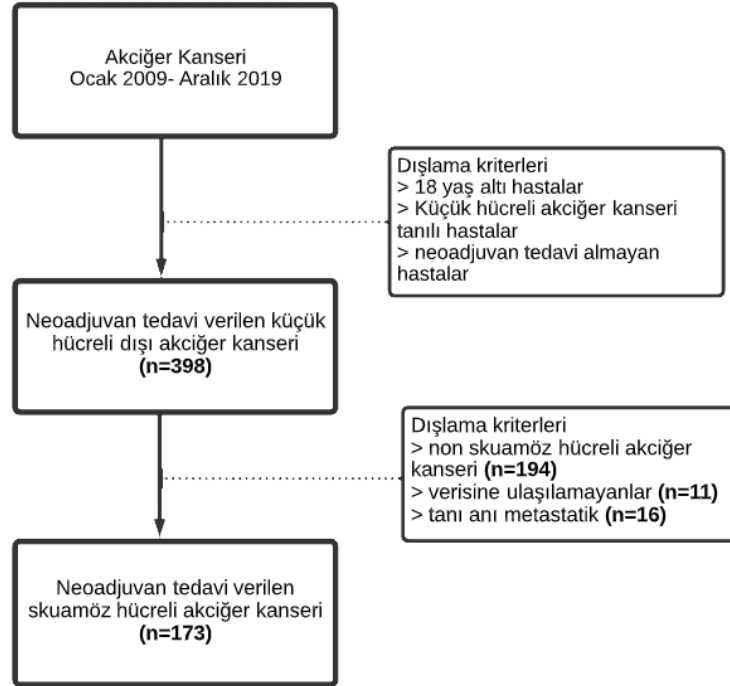 Akciğer Kanseri
Ocak 2009- Aralık 2019
Dışlama kriterleri
> 18 yaş altı hastalar
> Küçük hücreli akciğer kanseri
tanılı hastalar
> neoadjuvan tedavi almayan
hastalar
Neoadjuvan tedavi verilen küçük
hücreli dışı akciğer kanseri
(n=398)
Dışlama kriterleri
> non skuamöz hücreli akciğer
kanseri (n=194)
> verisine ulaşılamayanlar (n=11)
> tanı anı metastatik (n=16)
Neoadjuvan tedavi verilen
skuamöz hücreli akciğer kanseri
(n=173)